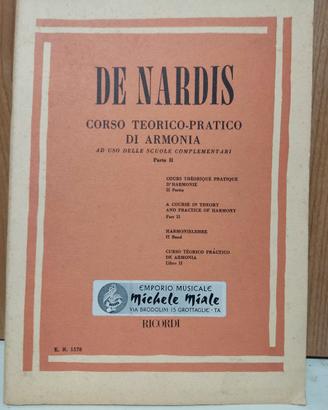 DE NARDIS
CORSO TEORICO-PRATICO
DI ARMONIA
AD USO DELLE SCUOLE COMPLEMENTARI
Parte II
COURS THÉORIQUE PRATIQUE
D'HARMONIE
II Partie
A COURSE IN THEORY
AND PRACTICE OF HARMONY
Part II
HARMONIELEHRE
II Band
CURSO TEÓRICO PRÁCTICO
DE ARMONIA
Libro II
EMPORIO MUSICALE
Michele Miale
VIA BRODOLINI 15 GROTTAGLIE - TA
RICORDI
E. R. 1578